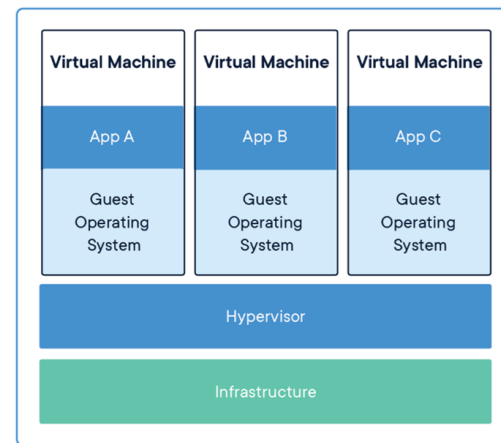 Virtual Machine
Virtual Machine
Virtual Machine
App A
App B
App C
Guest
Operating
System
Guest
Operating
System
Guest
Operating
System
Hypervisor
Infrastructure